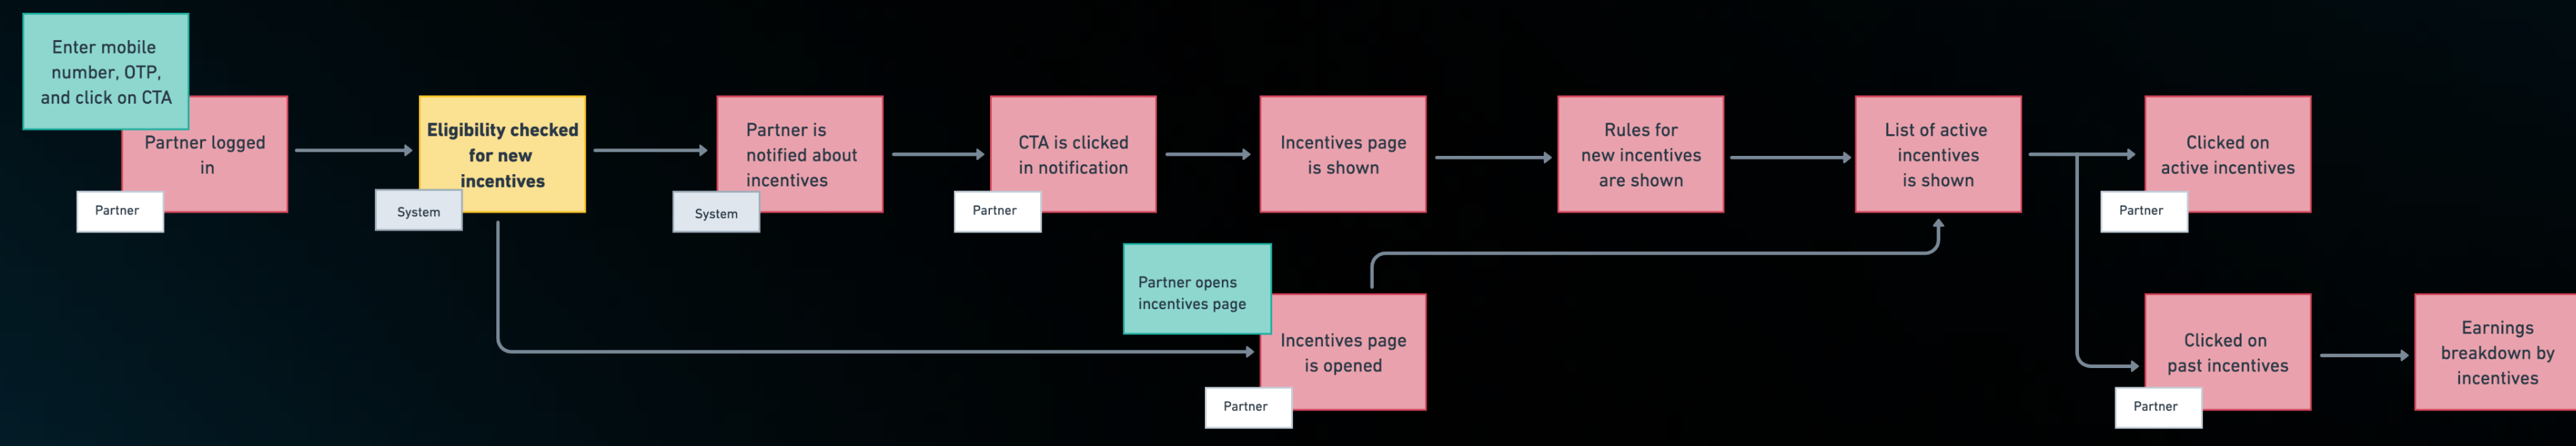 Enter mobile
number, OTP,
and click on CTA
Partner logged
in
Partner
Eligibility checked
for new
incentives
System
Partner is
notified about
incentives
System
CTA is clicked
in notification
Partner
Incentives page
is shown
Rules for
new incentives
are shown
List of active
incentives
is shown
Clicked on
active incentives
Partner
Partner opens
incentives page
Incentives page
is opened
Partner
Clicked on
past incentives
Partner
Earnings
breakdown by
incentives